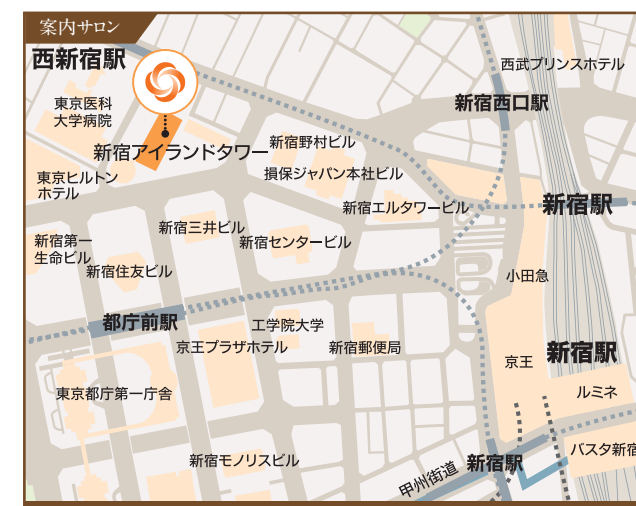 案内サロン
西新宿駅
西武プリンスホテル
東京医科
大学病院
新宿西口駅
新宿アイランドタワー
新宿野村ビル
損保ジャパン本社ビル
東京ヒルトン
ホテル
新宿エルタワービル
新宿駅
新宿三井ビル
新宿センタービル
新宿第一
生命ビル
新宿住友ビル
小田急
都庁前駅
工学院大学
京王プラザホテル
新宿郵便局
京王
新宿駅
東京都庁第一庁舎
ルミネ
バスタ新宿
新宿モノリスビル
新宿駅
甲州街道